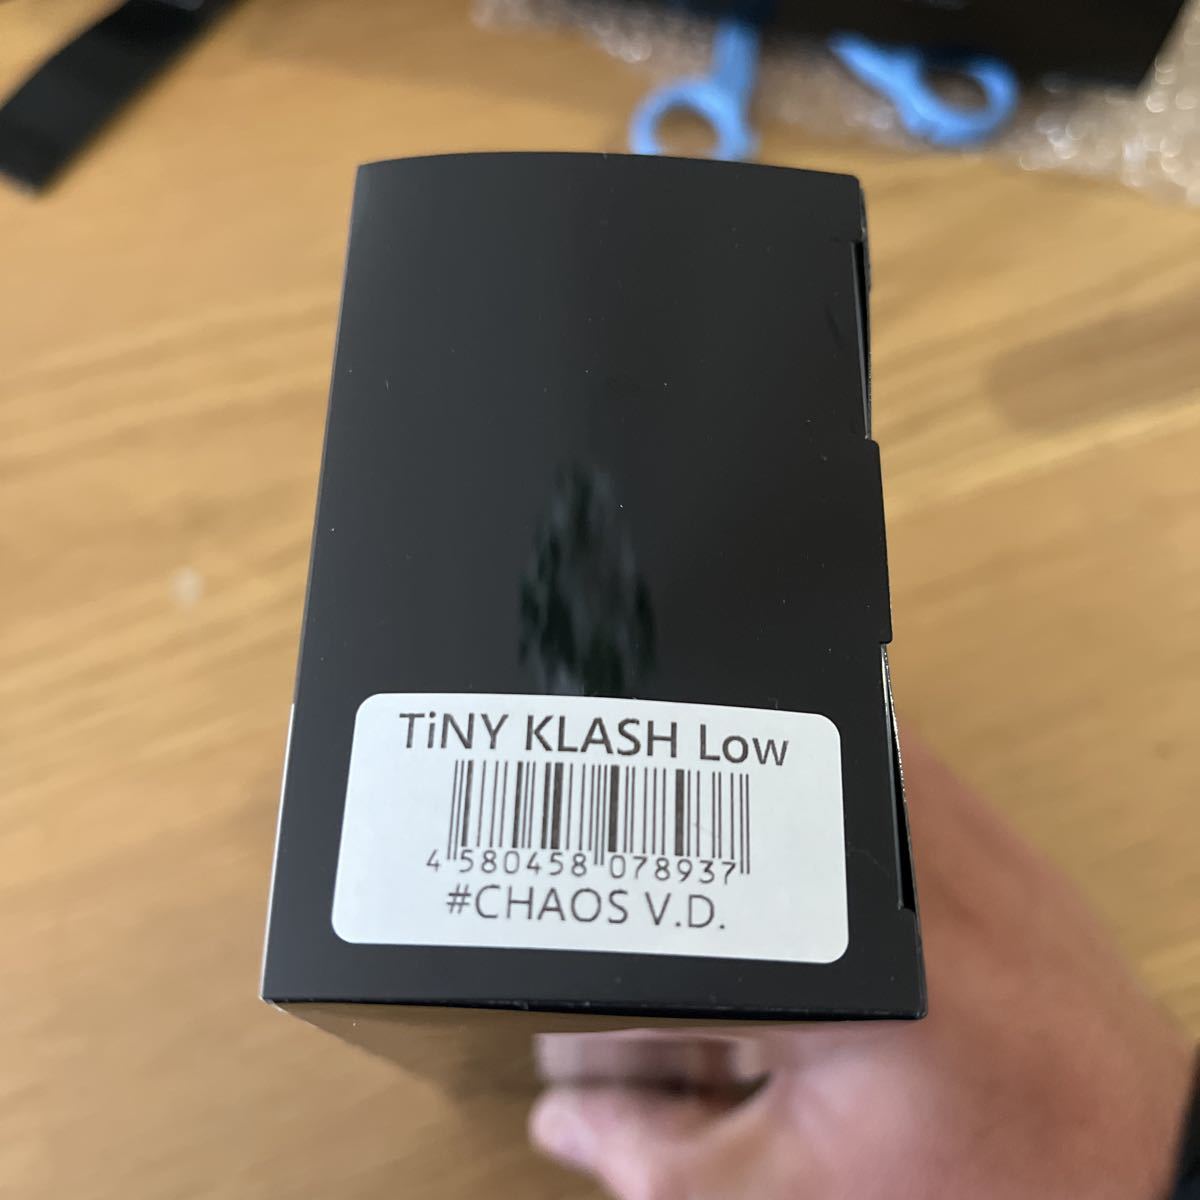 TiNY KLASH Low
4 580458 078937
#CHAOS V.D.